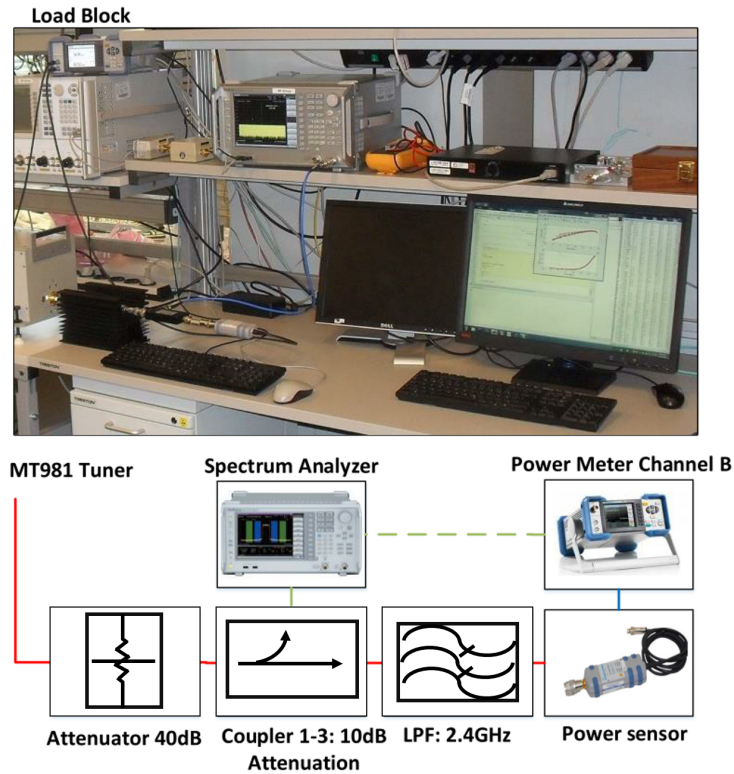 Load Block
DELL
MT981 Tuner
Spectrum Analyzer
Power Meter Channel B
Attenuator 40dB
Coupler 1-3: 10dB
Attenuation
LPF: 2.4GHz
Power sensor